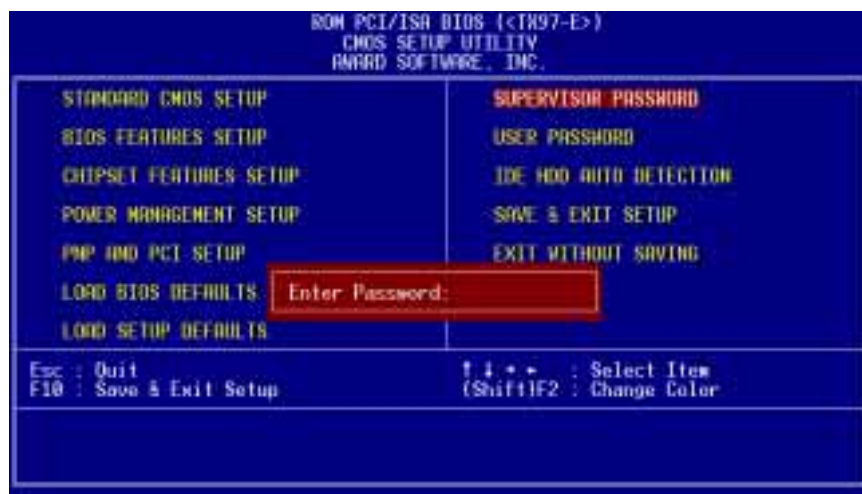 ROM PCI/ISA BIOS (<TX97-E>)
CMOS SETUP UTILITY
AWARD SOFTWARE, INC.
STANDARD CMOS SETUP
BIOS FEATURES SETUP
CHIPSET FEATURES SETUP
POWER MANAGEMENT SETUP
PNP AND PCI SETUP
LOAD BIOS DEFAULTS
LOAD SETUP DEFAULTS
SUPERVISOR PASSWORD
USER PASSWORD
IDE HDD AUTO DETECTION
SAVE & EXIT SETUP
EXIT WITHOUT SAVING
Enter Password:
Esc : Quit
F10 : Save & Exit Setup
↑ ↓ → ← : Select Item
(Shift)F2 : Change Color